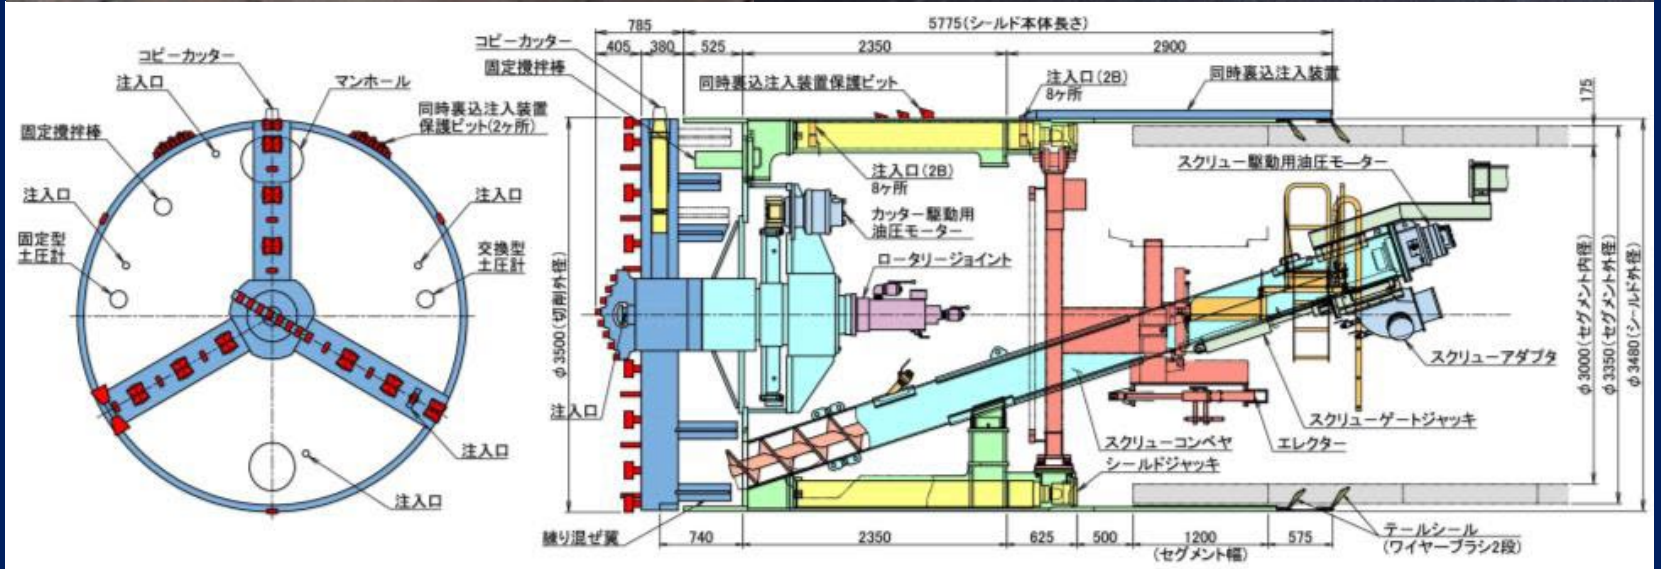 コピーカッター
注入口
マンホール
同時裏込注入装置
保護ビット(2ヶ所)
固定攪拌棒
注入口
注入口
固定型
土圧計
交換型
土圧計
注入口
注入口
785
5775(シールド本体長さ)
405
380
525
2350
2900
コピーカッター
固定攪拌棒
同時裏込注入装置保護ビット
注入口(2B)
8ヶ所
同時裏込注入装置
175
注入口(2B)
8ヶ所
スクリュー駆動用油圧モーター
カッター駆動用
油圧モーター
ロータリージョイント
φ3500(切削外径)
φ3000(セグメント内径)
φ3350(セグメント外径)
φ3480(シールド外径)
スクリューアダプタ
注入口
スクリューゲートジャッキ
スクリューコンベヤ
エレクター
シールドジャッキ
練り混ぜ翼
740
2350
625
500
1200
(セグメント幅)
575
テールシール
(ワイヤーブラシ2段)